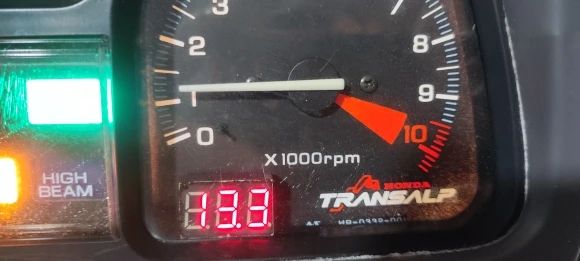 3
7
2
8
1
9
0
10
X1000rpm
HIGH
BEAM
13.3
HONDA
TRANSALP